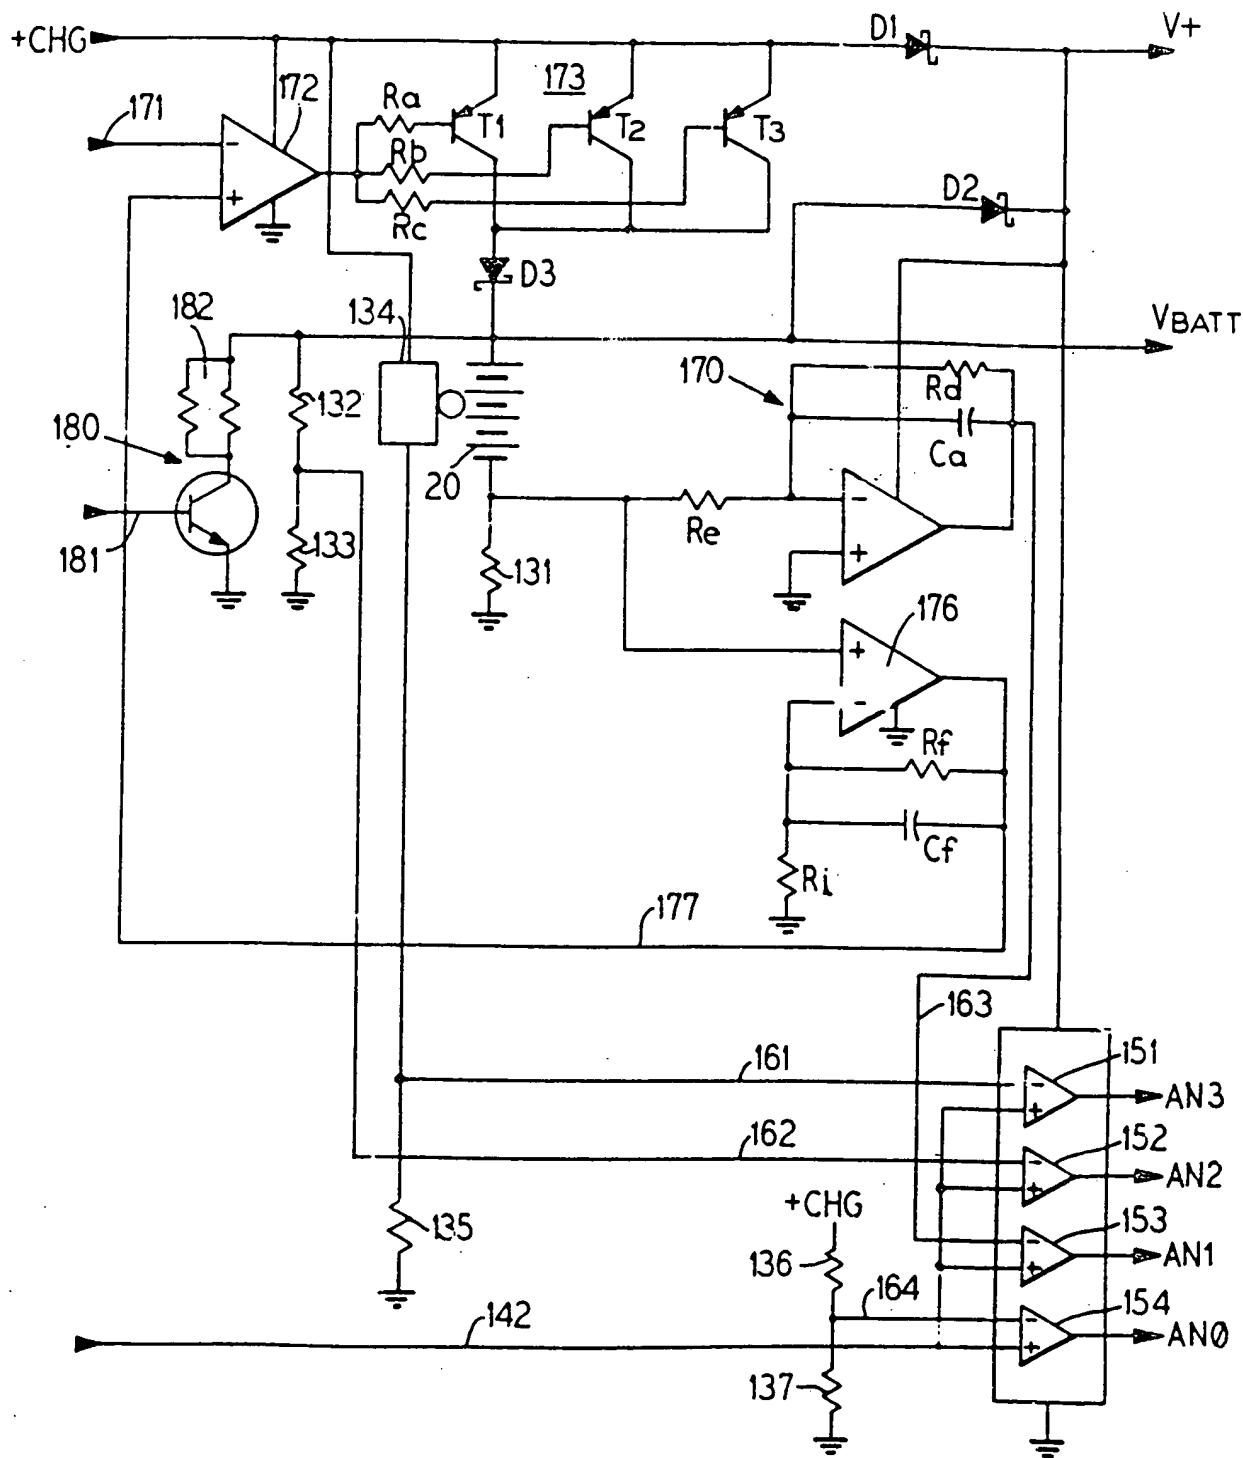 +CHG
D1
V+
171
172
Ra
T1
173
T2
T3
Rb
Rc
D2
D3
182
134
VBATT
170
Rd
Ca
132
180
20
Re
181
133
131
176
Rf
Cf
Ri
177
163
161
151
AN3
162
152
AN2
135
+CHG
153
AN1
136
164
154
142
AN0
137